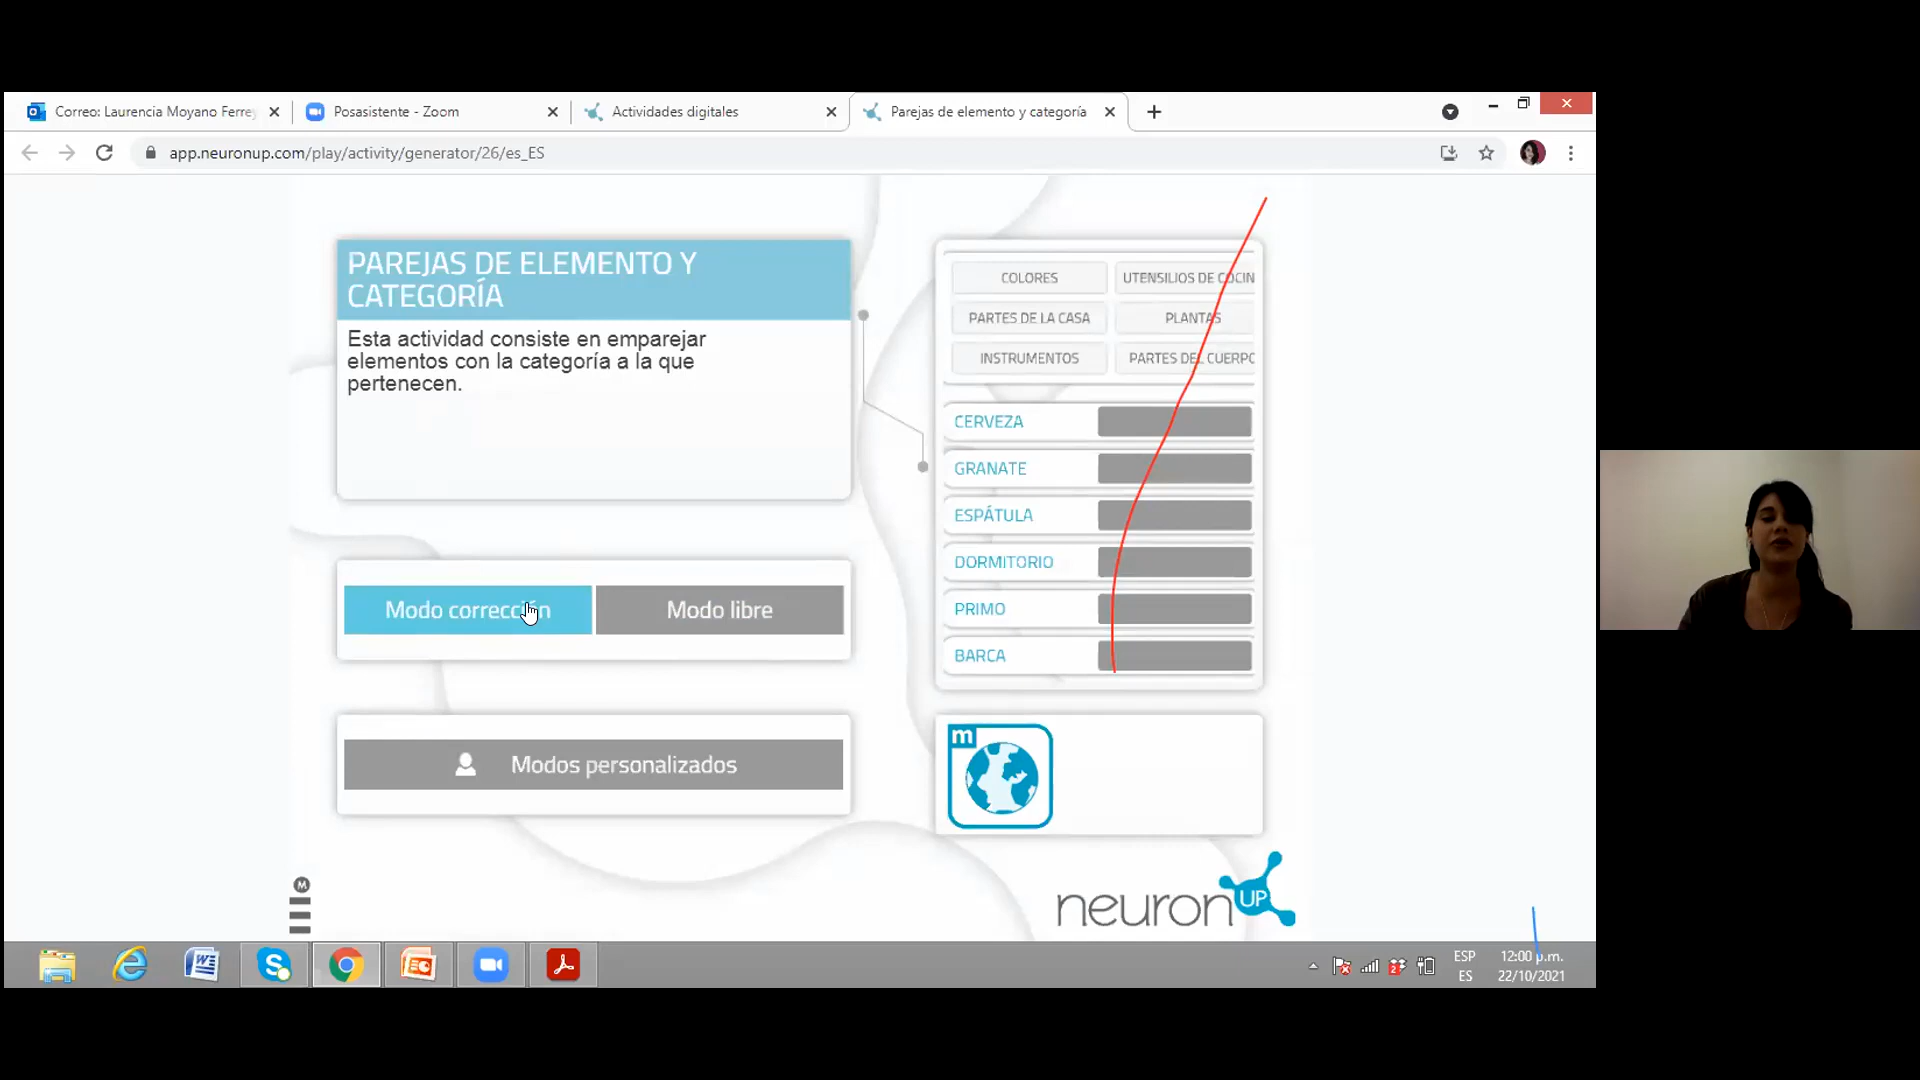 Correo: Laurencia Moyano Ferre
Posasistente - Zoom
Actividades digitales
Parejas de elemento y categoría
app.neuronup.com/play/activity/generator/26/es_ES
PAREJAS DE ELEMENTO Y
CATEGORÍA
Esta actividad consiste en emparejar
elementos con la categoría a la que
pertenecen.
Modo corrección
Modo libre
Modos personalizados
COLORES
UTENSILIOS DE COCIN
PARTES DE LA CASA
PLANTAS
INSTRUMENTOS
PARTES DEL CUERPO
CERVEZA
GRANATE
ESPÁTULA
DORMITORIO
PRIMO
BARCA
m
neuronUP
M
ESP
ES
12:00 p.m.
22/10/2021